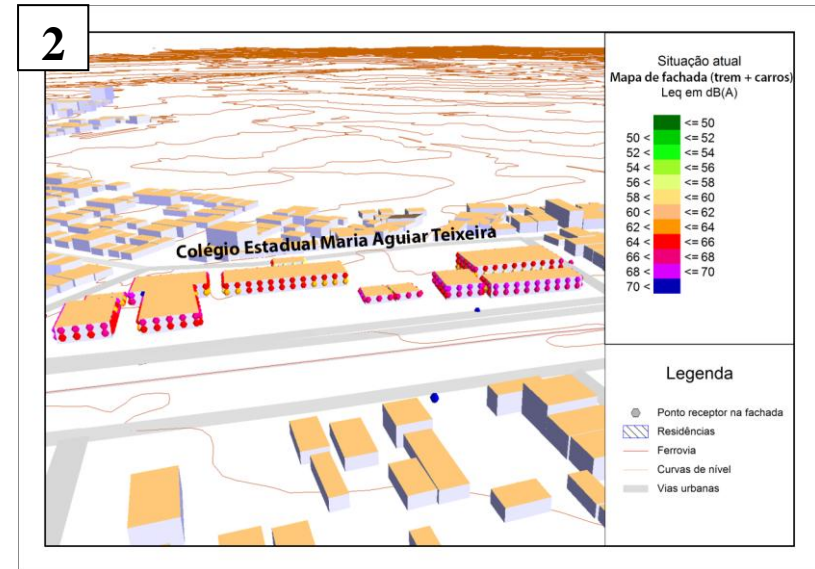 2
Colégio Estadual Maria Aguiar Teixeira
Situação atual
Mapa de fachada (trem + carros)
Leq em dB(A)
<= 50
50 < <= 52
52 < <= 54
54 < <= 56
56 < <= 58
58 < <= 60
60 < <= 62
62 < <= 64
64 < <= 66
66 < <= 68
68 < <= 70
70 <
Legenda
Ponto receptor na fachada
Residências
Ferrovia
Curvas de nível
Vias urbanas